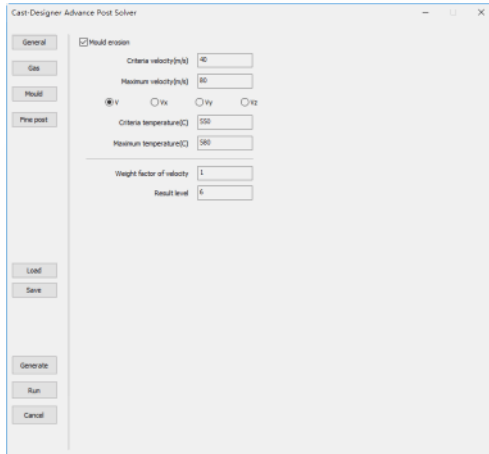 Cast-Designer Advance Post Solver
General
Gas
Mould
Fine post
Load
Save
Generate
Run
Cancel
Mould erosion
Criteria velocity(m/s) 40
Maximum velocity(m/s) 80
V Vx Vy Vz
Criteria temperature(C) 550
Maximum temperature(C) 580
Weight factor of velocity 1
Result level 6